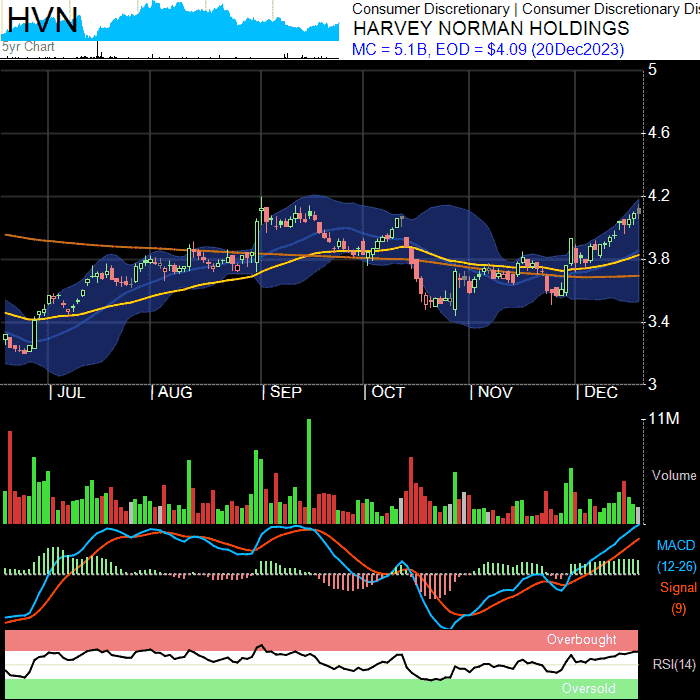 HVN
5yr Chart
Consumer Discretionary | Consumer Discretionary Dis
HARVEY NORMAN HOLDINGS
MC = 5.1B, EOD = $4.09 (20Dec2023)
5
4.6
4.2
3.8
3.4
3
| JUL | AUG | SEP | OCT | NOV | DEC
11M
Volume
MACD
(12-26)
Signal
(9)
Overbought
RSI(14)
Oversold